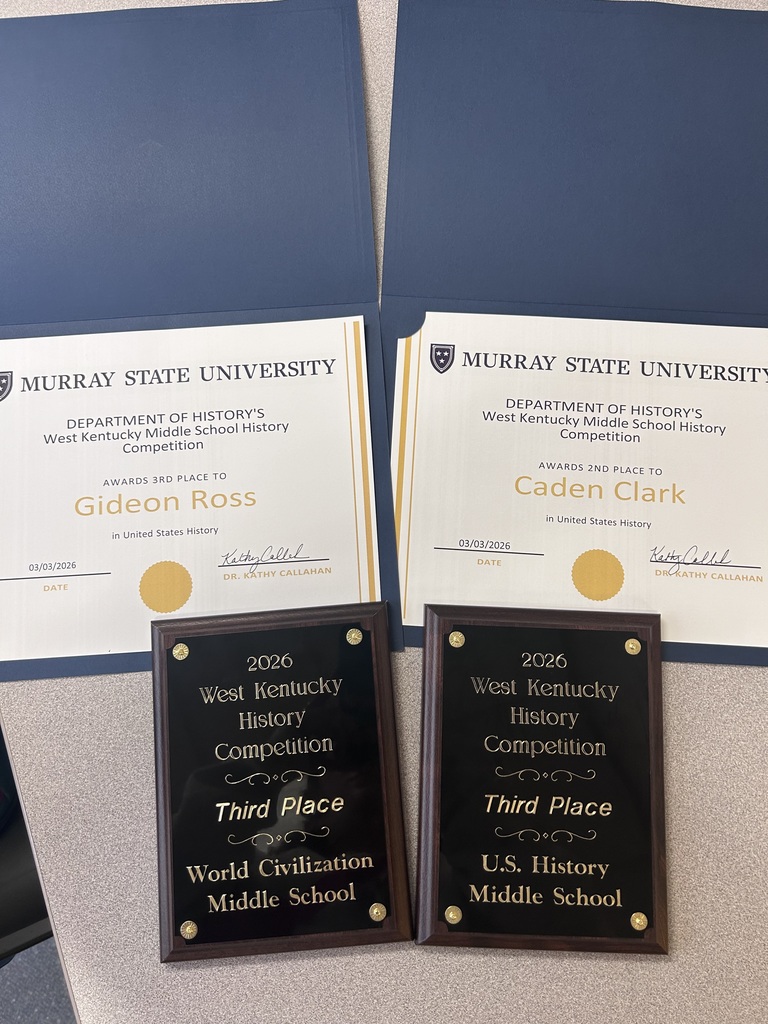 MURRAY STATE UNIVERSITY
DEPARTMENT OF HISTORY'S
West Kentucky Middle School History
Competition
AWARDS 3RD PLACE TO
Gideon Ross
in United States History
03/03/2026
DATE
Kathy Callah
DR. KATHY CALLAHAN
MURRAY STATE UNIVERSITY
DEPARTMENT OF HISTORY'S
West Kentucky Middle School History
Competition
AWARDS 2ND PLACE TO
Caden Clark
in United States History
03/03/2026
DATE
Kathy Callah
DR. KATHY CALLAHAN
2026
West Kentucky
History
Competition
Third Place
World Civilization
Middle School
2026
West Kentucky
History
Competition
Third Place
U.S. History
Middle School